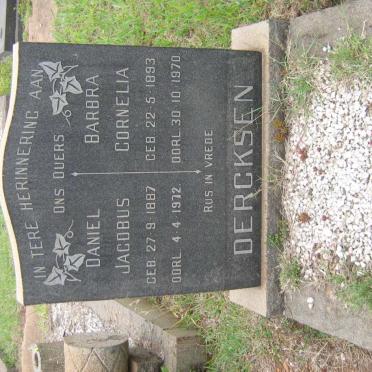 IN TERE HERINNERING AAN
ONS OUERS
DANIEL BARBRA
JACOBUS CORNELIA
GEB. 27·9·1887 GEB 22·5·1893
OORL. 4·4·1972 OORL 30·10·1970
RUS IN VREDE
DERCKSEN